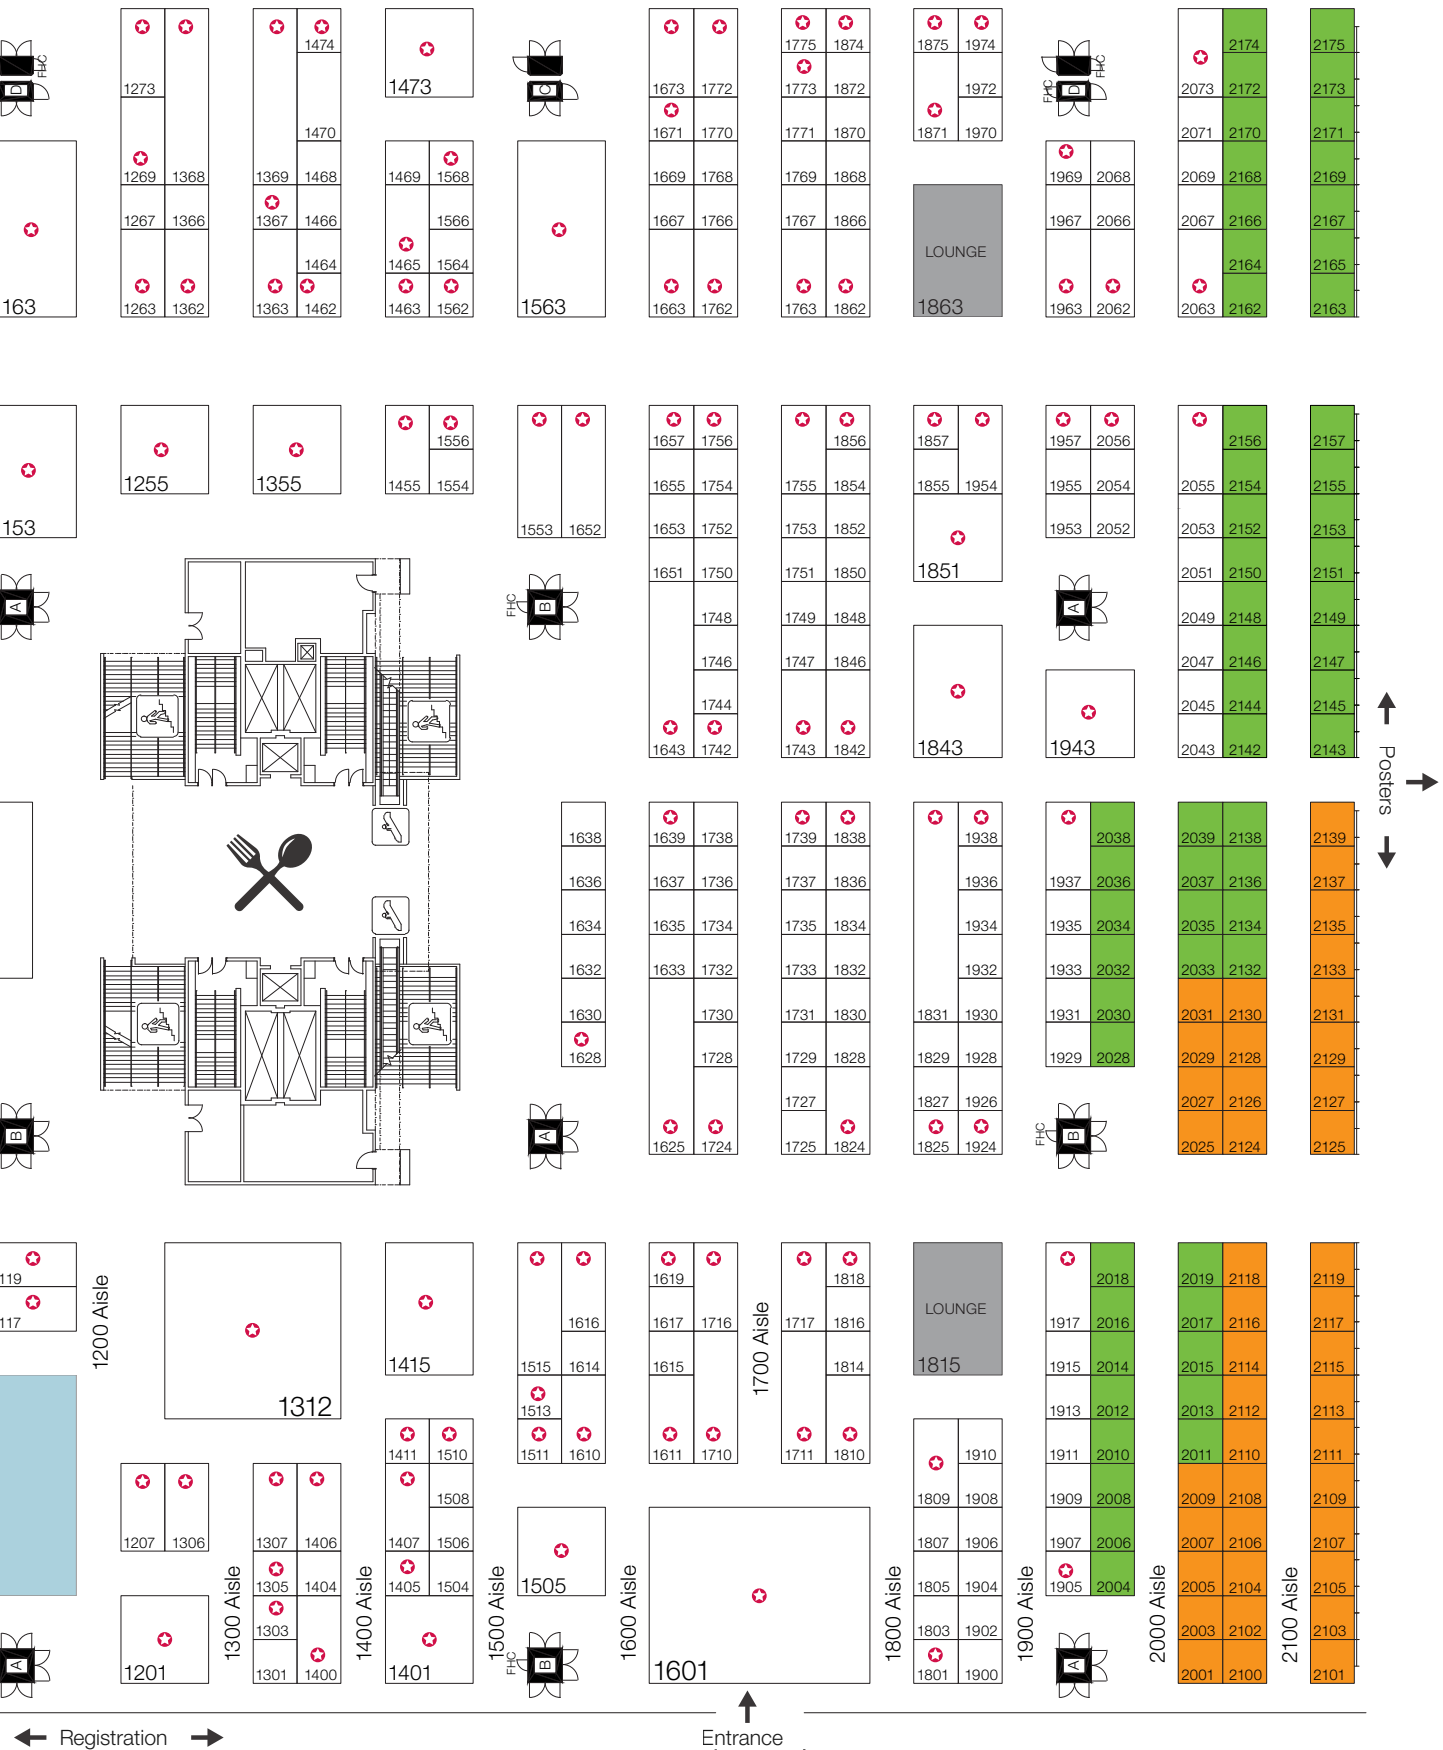 1474 1775 1874 1875 1974 2174 2175
FHC D 1273 1473 C 1673 1772 1773 1872 1972 FHC D FHC 2073 2172 2173
1470 1671 1770 1771 1870 1871 1970 2071 2170 2171
1269 1368 1369 1468 1469 1568 1669 1768 1769 1868 1969 2068 2069 2168 2169
1267 1366 1367 1466 1566 1667 1766 1767 1866 LOUNGE 1967 2066 2067 2166 2167
1464 1465 1564 2164 2165
163 1263 1362 1363 1462 1463 1562 1563 1663 1762 1763 1862 1863 1963 2062 2063 2162 2163
1556 1657 1756 1856 1857 1957 2056 2156 2157
1255 1355 1455 1554 1655 1754 1755 1854 1855 1954 1955 2054 2055 2154 2155
153 1553 1652 1653 1752 1753 1852 1953 2052 2053 2152 2153
1651 1750 1751 1850 1851 2051 2150 2151
A FHC B 1748 1749 1848 A 2049 2148 2149
1746 1747 1846 2047 2146 2147
1744 2045 2144 2145
1643 1742 1743 1842 1843 1943 2043 2142 2143
Posters
1638 1639 1738 1739 1838 1938 2038 2039 2138 2139
1636 1637 1736 1737 1836 1936 1937 2036 2037 2136 2137
1634 1635 1734 1735 1834 1934 1935 2034 2035 2134 2135
1632 1633 1732 1733 1832 1932 1933 2032 2033 2132 2133
1630 1730 1731 1830 1831 1930 1931 2030 2031 2130 2131
1628 1728 1729 1828 1829 1928 1929 2028 2029 2128 2129
1727 1827 1926 2027 2126 2127
B A 1625 1724 1725 1824 1825 1924 FHC B 2025 2124 2125
119 1619 1818 2018 2019 2118 2119
117 1200 Aisle 1616 1617 1716 1700 Aisle 1717 1816 LOUNGE 1917 2016 2017 2116 2117
1415 1515 1614 1615 1814 1815 1915 2014 2015 2114 2115
1312 1513 1913 2012 2013 2112 2113
1411 1510 1511 1610 1611 1710 1711 1810 1910 1911 2010 2011 2110 2111
1508 1809 1908 1909 2008 2009 2108 2109
1207 1306 1307 1406 1407 1506 1807 1906 1907 2006 2007 2106 2107
1305 1404 1405 1504 1505 1805 1904 1905 2004 2005 2104 2105
1300 Aisle 1400 Aisle 1500 Aisle 1600 Aisle 1800 Aisle 1900 Aisle 2000 Aisle 2100 Aisle
1303 1803 1902 2003 2102 2103
A 1201 1301 1400 1401 FHC B 1601 1801 1900 A 2001 2100 2101
Registration Entrance